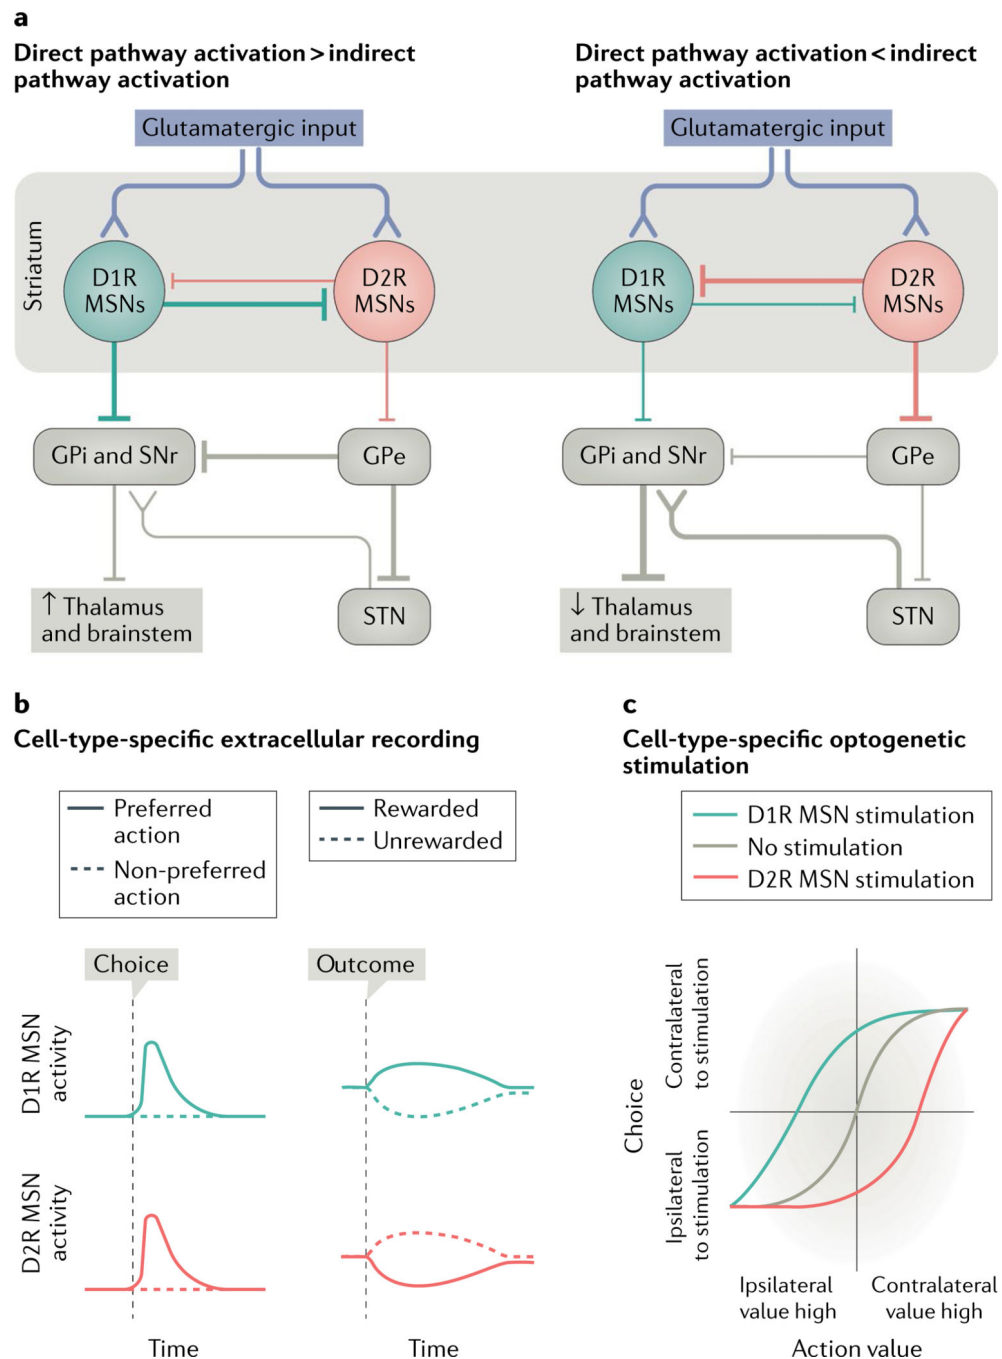 a
Direct pathway activation > indirect
pathway activation
Direct pathway activation < indirect
pathway activation
Glutamatergic input
Glutamatergic input
Striatum
D1R
MSNs
D2R
MSNs
D1R
MSNs
D2R
MSNs
GPi and SNr
GPe
GPi and SNr
GPe
↑ Thalamus
and brainstem
STN
↓ Thalamus
and brainstem
STN
b
Cell-type-specific extracellular recording
Preferred
action
Non-preferred
action
Rewarded
Unrewarded
Choice
Outcome
D1R MSN
activity
D2R MSN
activity
Time
Time
c
Cell-type-specific optogenetic
stimulation
D1R MSN stimulation
No stimulation
D2R MSN stimulation
Choice
Contralateral
to stimulation
Ipsilateral
to stimulation
Ipsilateral
value high
Contralateral
value high
Action value